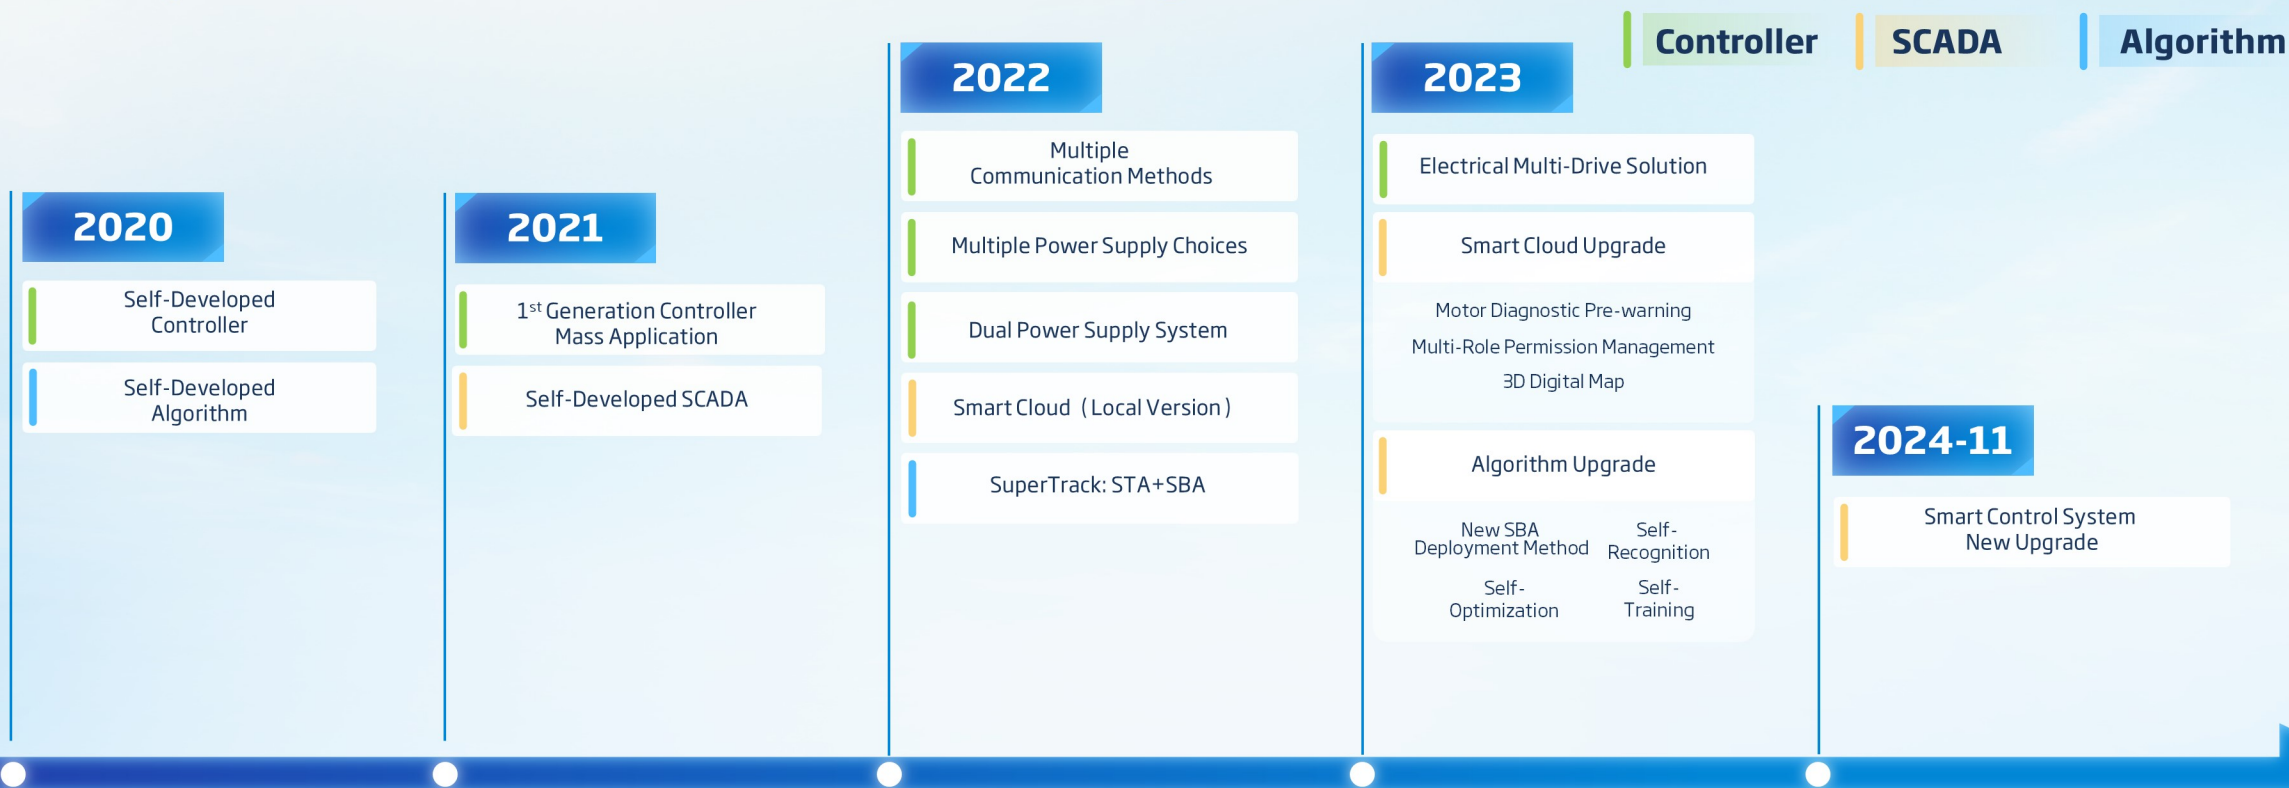 Controller
SCADA
Algorithm
2020
Self-Developed
Controller
Self-Developed
Algorithm
2021
1st Generation Controller
Mass Application
Self-Developed SCADA
2022
Multiple
Communication Methods
Multiple Power Supply Choices
Dual Power Supply System
Smart Cloud (Local Version)
SuperTrack: STA+SBA
2023
Electrical Multi-Drive Solution
Smart Cloud Upgrade
Motor Diagnostic Pre-warning
Multi-Role Permission Management
3D Digital Map
Algorithm Upgrade
New SBA
Deployment Method
Self-
Recognition
Self-
Optimization
Self-
Training
2024-11
Smart Control System
New Upgrade